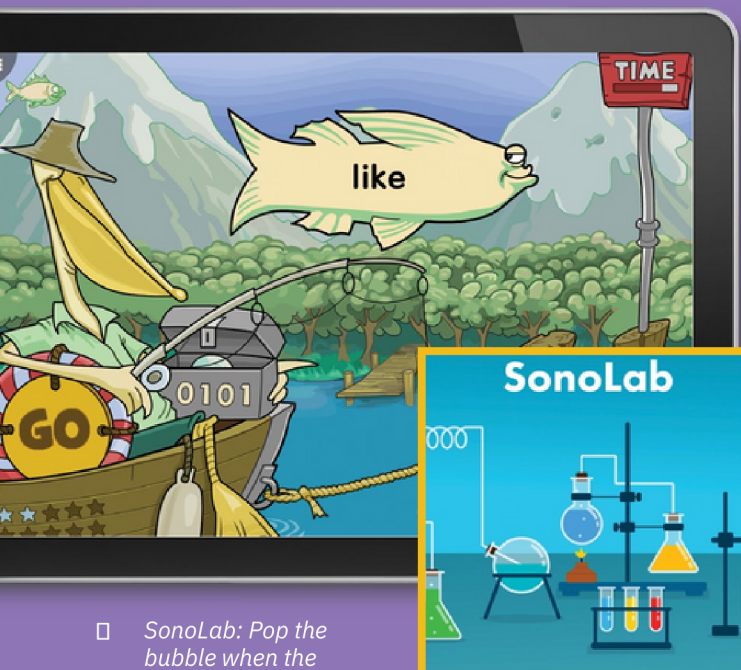 TIME
like
GO
0101
SonoLab
SonoLab: Pop the
bubble when the